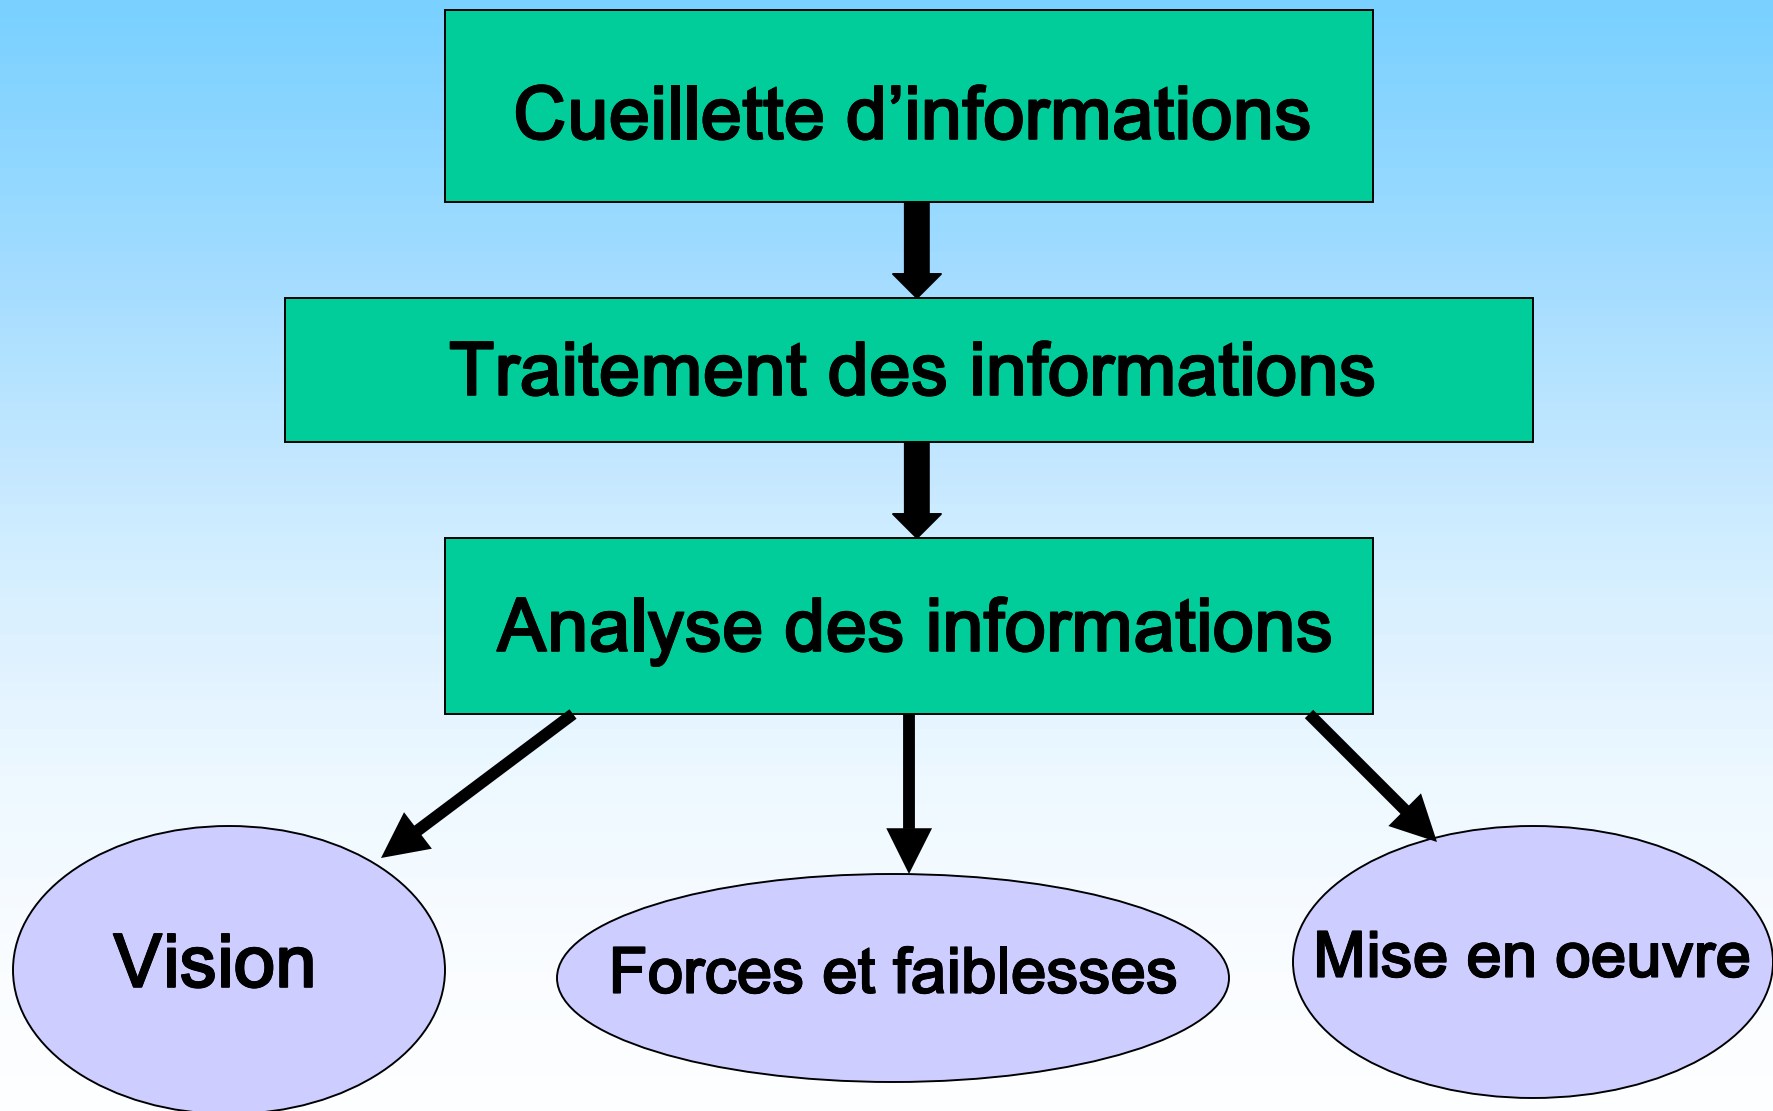 Cueillette d’informations
Traitement des informations
Analyse des informations
Vision
Forces et faiblesses
Mise en oeuvre